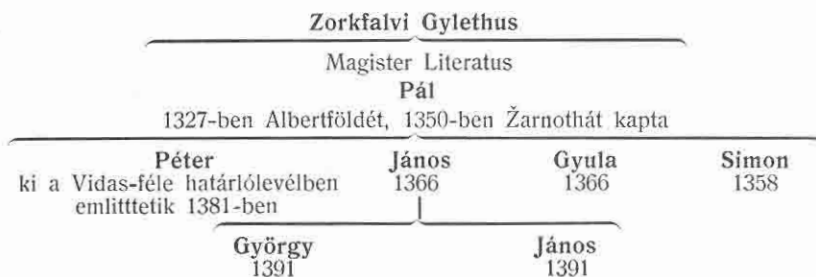 Zorkfalvi Gylethus
Magister Literatus
Pál
1327-ben Albertföldét, 1350-ben Žarnothát kapta
Péter János Gyula Simon
ki a Vidas-féle határlólevélben 1366 1366 1358
emlitttetik 1381-ben
György János
1391 1391